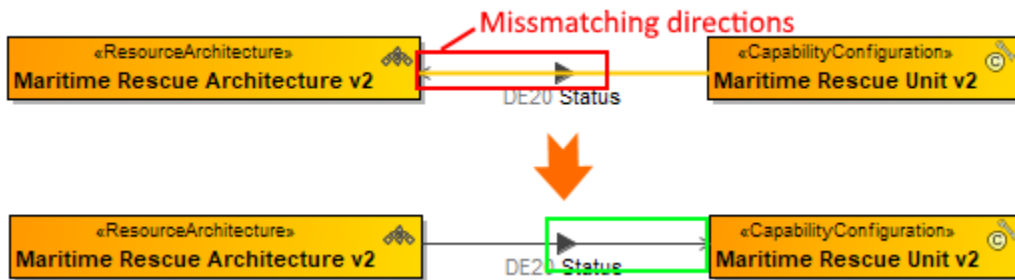 Missmatching directions
«ResourceArchitecture»
Maritime Rescue Architecture v2
«CapabilityConfiguration»
C
Maritime Rescue Unit v2
DE20 Status
«ResourceArchitecture»
Maritime Rescue Architecture v2
«CapabilityConfiguration»
C
Maritime Rescue Unit v2
DE20 Status